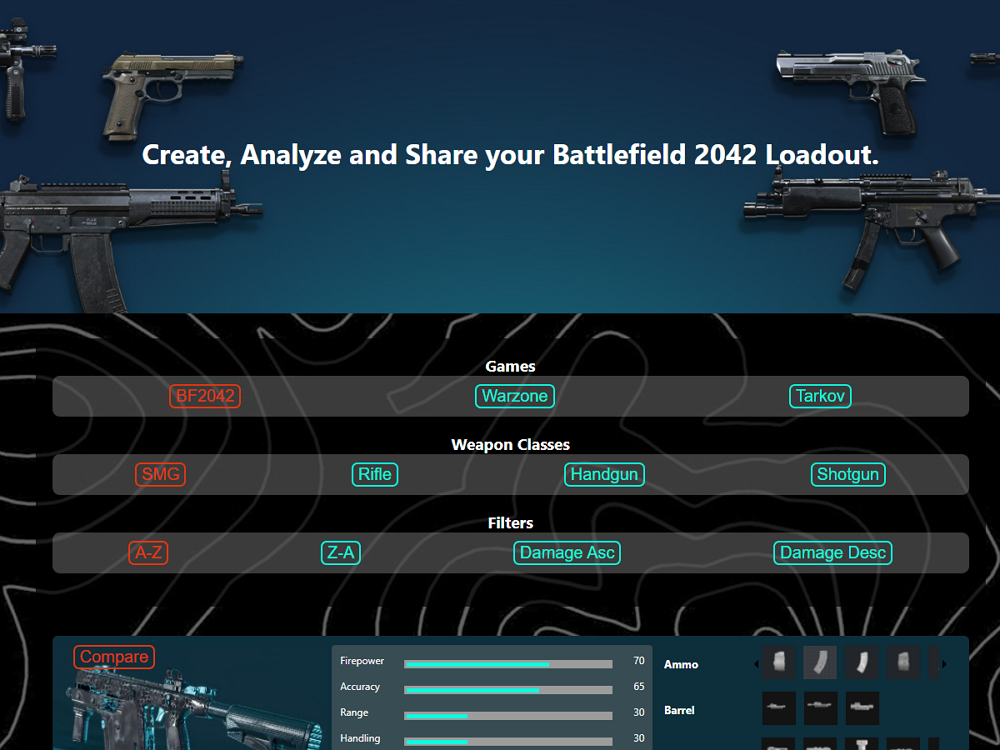 Create, Analyze and Share your Battlefield 2042 Loadout.
Games
BF2042 Warzone Tarkov
Weapon Classes
SMG Rifle Handgun Shotgun
Filters
A-Z Z-A Damage Asc Damage Desc
Compare
Firepower 70
Accuracy 65
Range 30
Handling 30
Ammo
Barrel